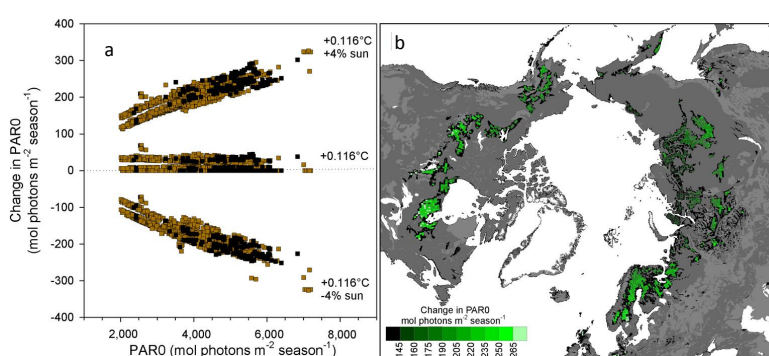 a
Change in PAR0
(mol photons m⁻² season⁻¹)
400
300
200
100
0
-100
-200
-300
-400
+0.116°C
+4% sun
+0.116°C
+0.116°C
-4% sun
2,000 4,000 6,000 8,000
PAR0 (mol photons m⁻² season⁻¹)
b
Change in PAR0
mol photons m⁻² season⁻¹
145 160 175 190 205 220 235 250 265